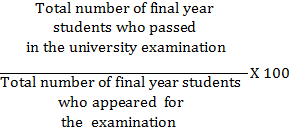 Total number of final year
students who passed
in the university examination
X 100
Total number of final year students
who appeared for
the examination